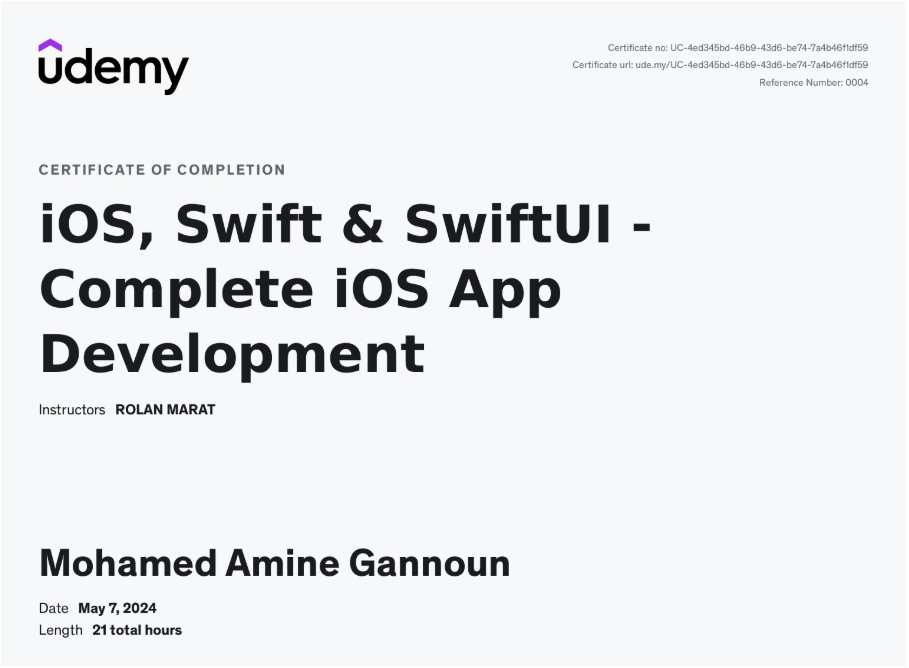 udemy
Certificate no: UC-4ed345bd-46b9-43d6-be74-7a4b46f1df59
Certificate url: ude.my/UC-4ed345bd-46b9-43d6-be74-7a4b46f1df59
Reference Number: 0004
CERTIFICATE OF COMPLETION
iOS, Swift & SwiftUI -
Complete iOS App
Development
Instructors ROLAN MARAT
Mohamed Amine Gannoun
Date May 7, 2024
Length 21 total hours